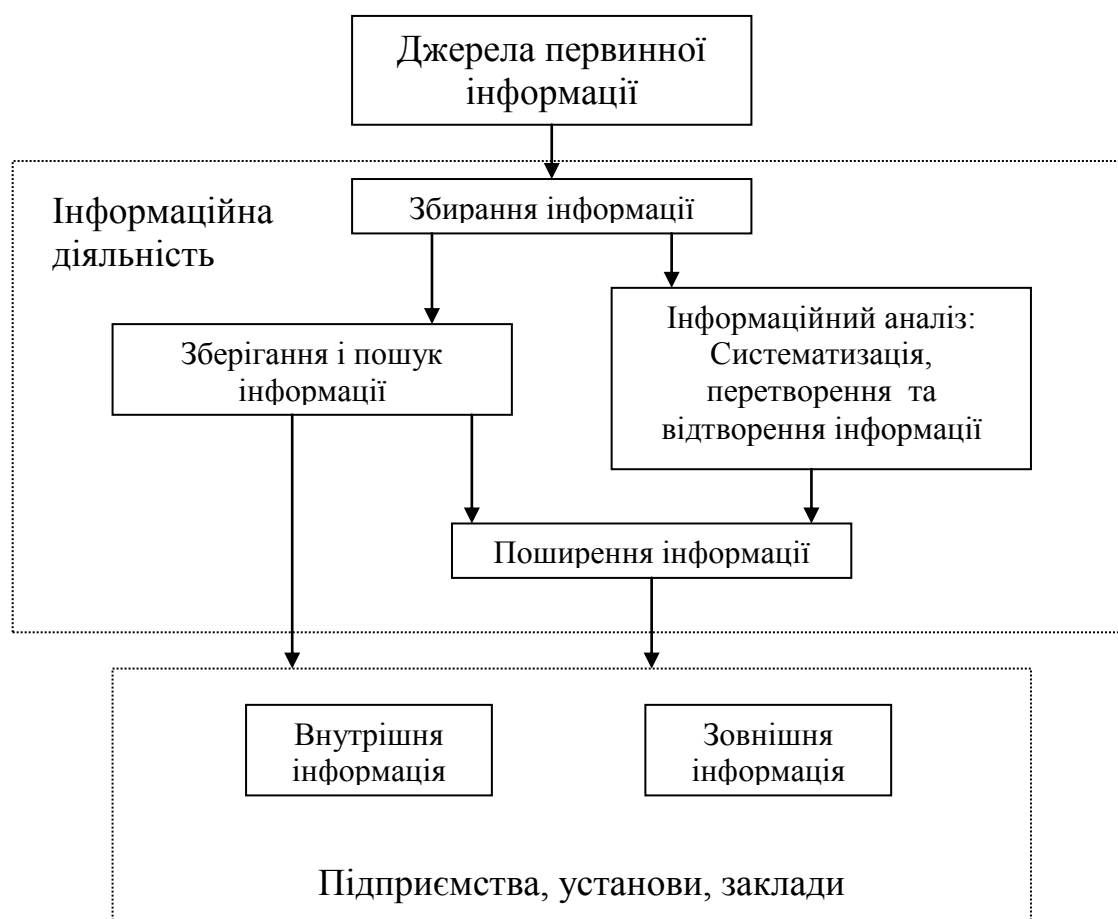 Джерела первинної
інформації
Збирання інформації
Інформаційна
діяльність
Інформаційний аналіз:
Систематизація,
перетворення та
відтворення інформації
Зберігання і пошук
інформації
Поширення інформації
Внутрішня
інформація
Зовнішня
інформація
Підприємства, установи, заклади